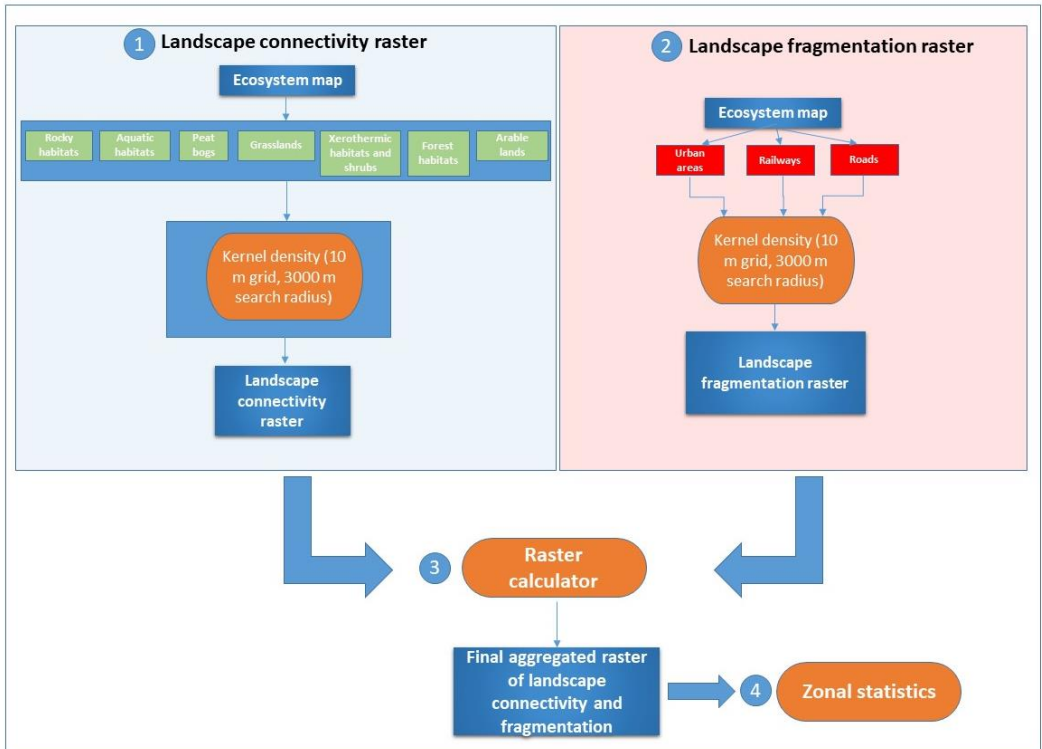 1 Landscape connectivity raster
Ecosystem map
Rocky
habitats
Aquatic
habitats
Peat
bogs
Grasslands
Xerothermic
habitats and
shrubs
Forest
habitats
Arable
lands
Kernel density (10
m grid, 3000 m
search radius)
Landscape
connectivity
raster
2 Landscape fragmentation raster
Ecosystem map
Urban
areas
Railways
Roads
Kernel density (10
m grid, 3000 m
search radius)
Landscape
fragmentation raster
3
Raster
calculator
Final aggregated raster
of landscape
connectivity and
fragmentation
4
Zonal statistics